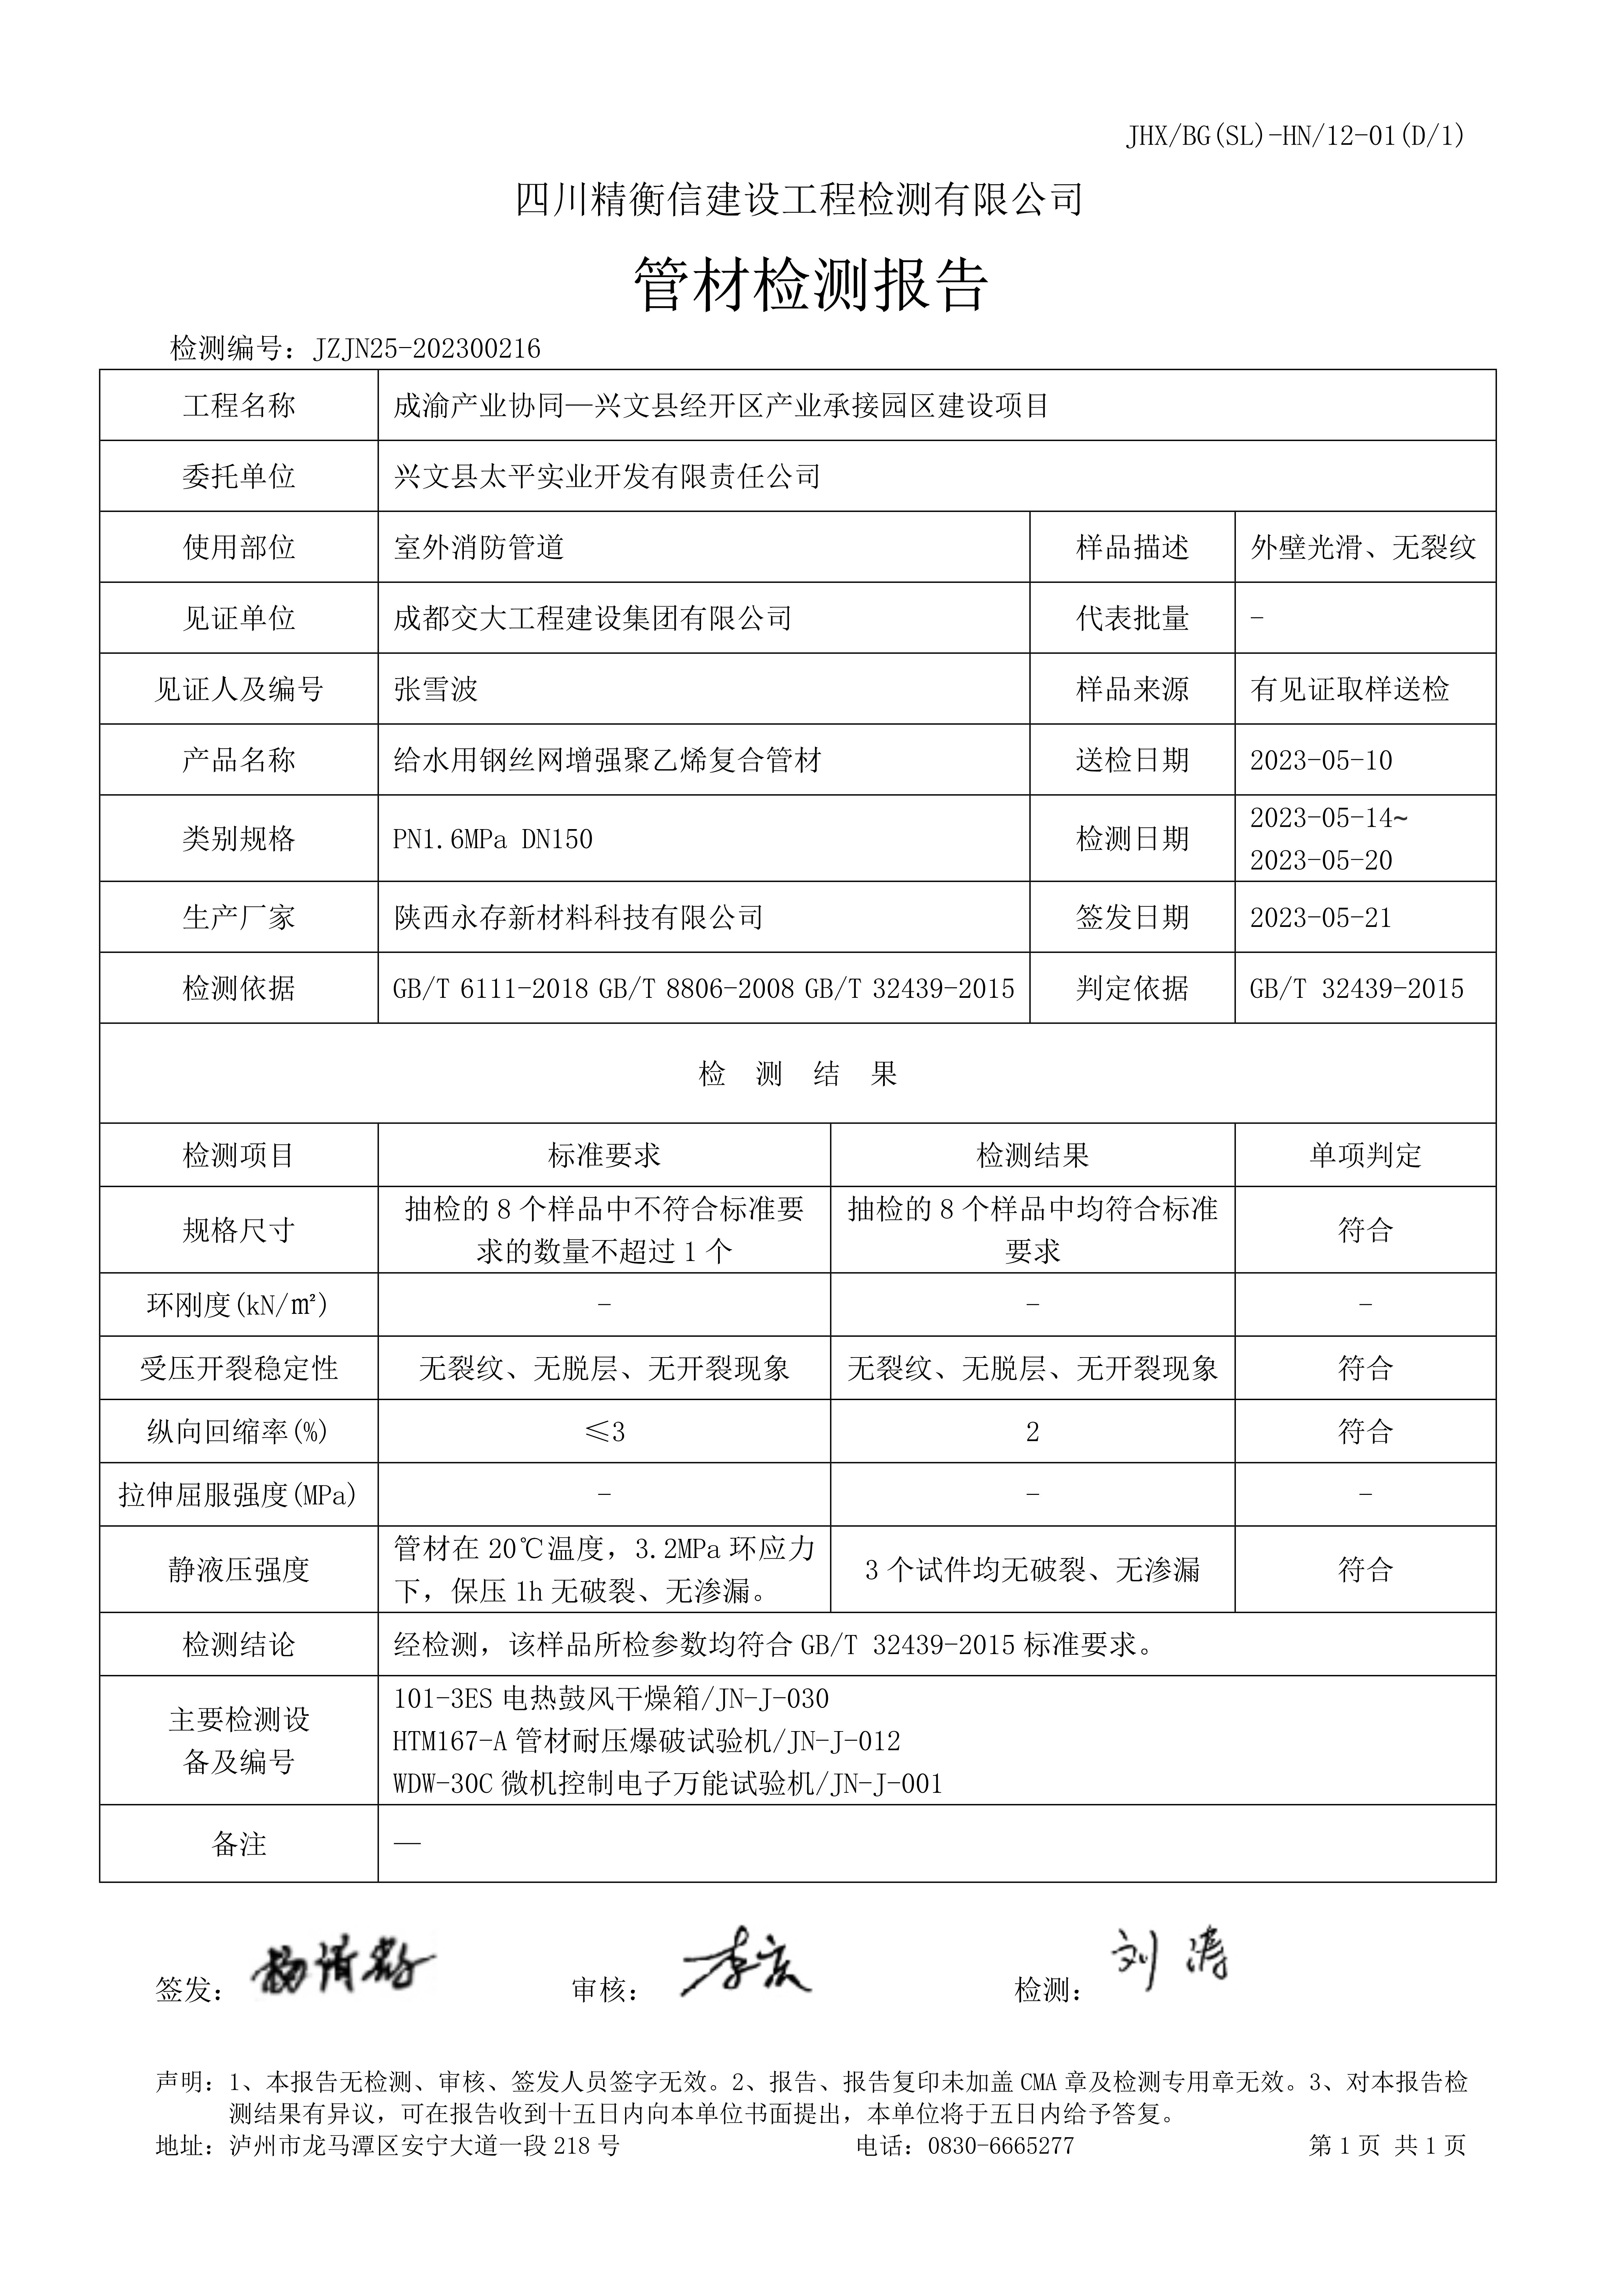 JHX/BG(SL)-HN/12-01(D/1)
四川精衡信建设工程检测有限公司
管材检测报告
检测编号：JZJN25-202300216
工程名称 成渝产业协同—兴文县经开区产业承接园区建设项目
委托单位 兴文县太平实业开发有限责任公司
使用部位 室外消防管道 样品描述 外壁光滑、无裂纹
见证单位 成都交大工程建设集团有限公司 代表批量 -
见证人及编号 张雪波 样品来源 有见证取样送检
产品名称 给水用钢丝网增强聚乙烯复合管材 送检日期 2023-05-10
类别规格 PN1.6MPa DN150 检测日期 2023-05-14~
2023-05-20
生产厂家 陕西永存新材料科技有限公司 签发日期 2023-05-21
检测依据 GB/T 6111-2018 GB/T 8806-2008 GB/T 32439-2015 判定依据 GB/T 32439-2015
检 测 结 果
检测项目 标准要求 检测结果 单项判定
规格尺寸 抽检的 8 个样品中不符合标准要
求的数量不超过 1 个 抽检的 8 个样品中均符合标准
要求 符合
环刚度(kN/㎡) - - -
受压开裂稳定性 无裂纹、无脱层、无开裂现象 无裂纹、无脱层、无开裂现象 符合
纵向回缩率(%) ≤3 2 符合
拉伸屈服强度(MPa) - - -
静液压强度 管材在 20℃温度，3.2MPa 环应力
下，保压 1h 无破裂、无渗漏。 3 个试件均无破裂、无渗漏 符合
检测结论 经检测，该样品所检参数均符合 GB/T 32439-2015 标准要求。
主要检测设
备及编号 101-3ES 电热鼓风干燥箱/JN-J-030
HTM167-A 管材耐压爆破试验机/JN-J-012
WDW-30C 微机控制电子万能试验机/JN-J-001
备注 —
签发： 审核： 检测：刘涛
声明：1、本报告无检测、审核、签发人员签字无效。2、报告、报告复印未加盖 CMA 章及检测专用章无效。3、对本报告检
测结果有异议，可在报告收到十五日内向本单位书面提出，本单位将于五日内给予答复。
地址：泸州市龙马潭区安宁大道一段 218 号 电话：0830-6665277 第 1 页 共 1 页